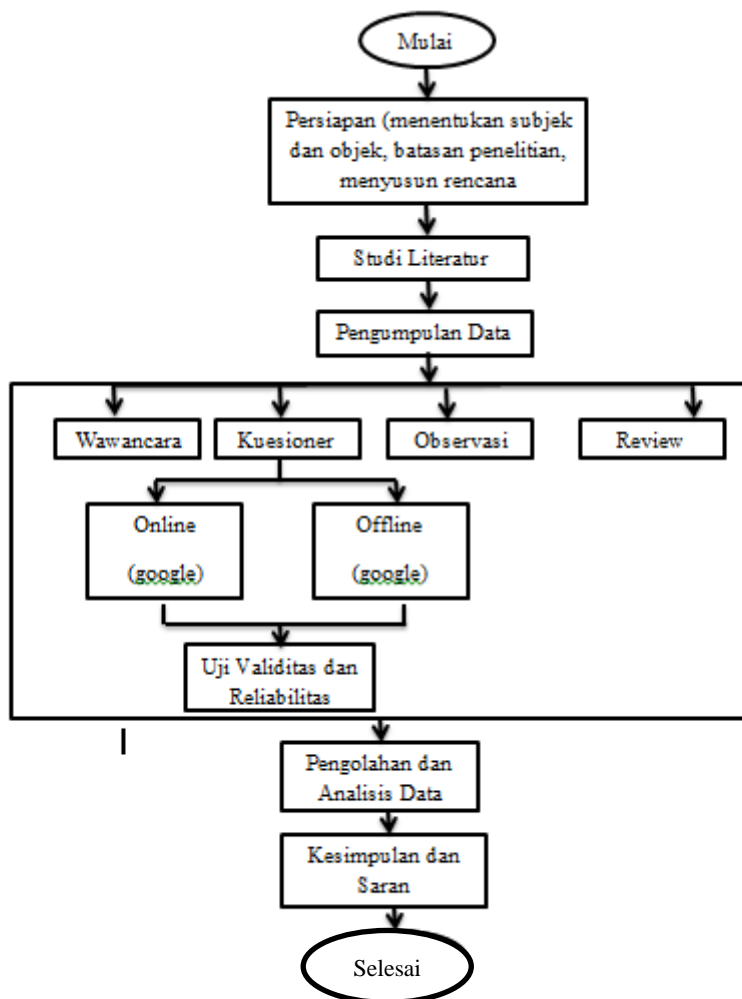 Mulai
Persiapan (menentukan subjek
dan objek, batasan penelitian,
menyusun rencana
Studi Literatur
Pengumpulan Data
Wawancara
Kuesioner
Observasi
Review
Online
(google)
Offline
(google)
Uji Validitas dan
Reliabilitas
Pengolahan dan
Analisis Data
Kesimpulan dan
Saran
Selesai